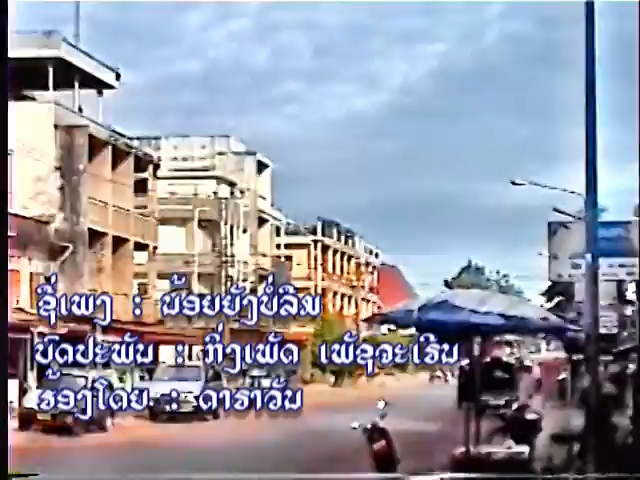 ຊື່ເພງ : ນ້ອຍຍັງບໍ່ລືມ
ບົດປະພັນ : ກິ່ງເພັດ ເພັຊວະເຣີນ
ຮ້ອງໂດຍ : ດາຣາວັນ